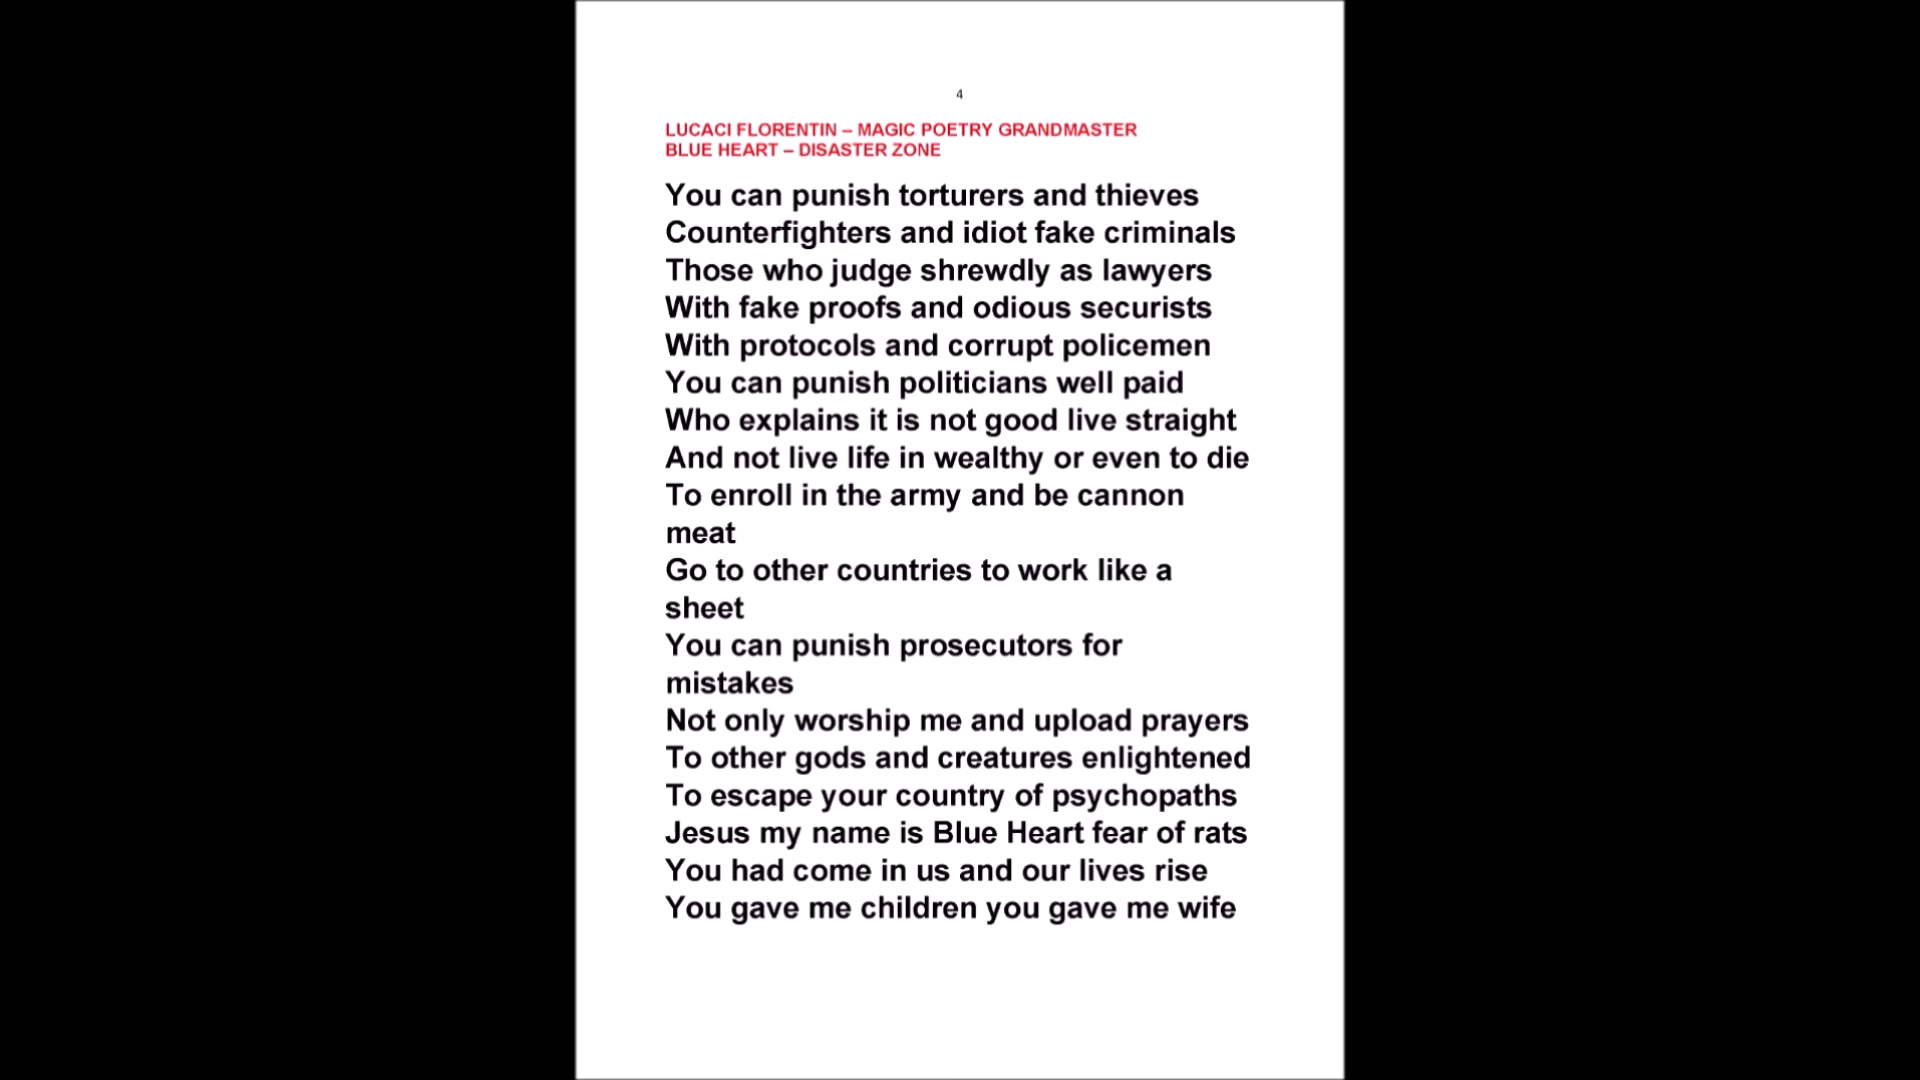 4
LUCACI FLORENTIN – MAGIC POETRY GRANDMASTER
BLUE HEART – DISASTER ZONE
You can punish torturers and thieves
Counterfighters and idiot fake criminals
Those who judge shrewdly as lawyers
With fake proofs and odious securists
With protocols and corrupt policemen
You can punish politicians well paid
Who explains it is not good live straight
And not live life in wealthy or even to die
To enroll in the army and be cannon
meat
Go to other countries to work like a
sheet
You can punish prosecutors for
mistakes
Not only worship me and upload prayers
To other gods and creatures enlightened
To escape your country of psychopaths
Jesus my name is Blue Heart fear of rats
You had come in us and our lives rise
You gave me children you gave me wife